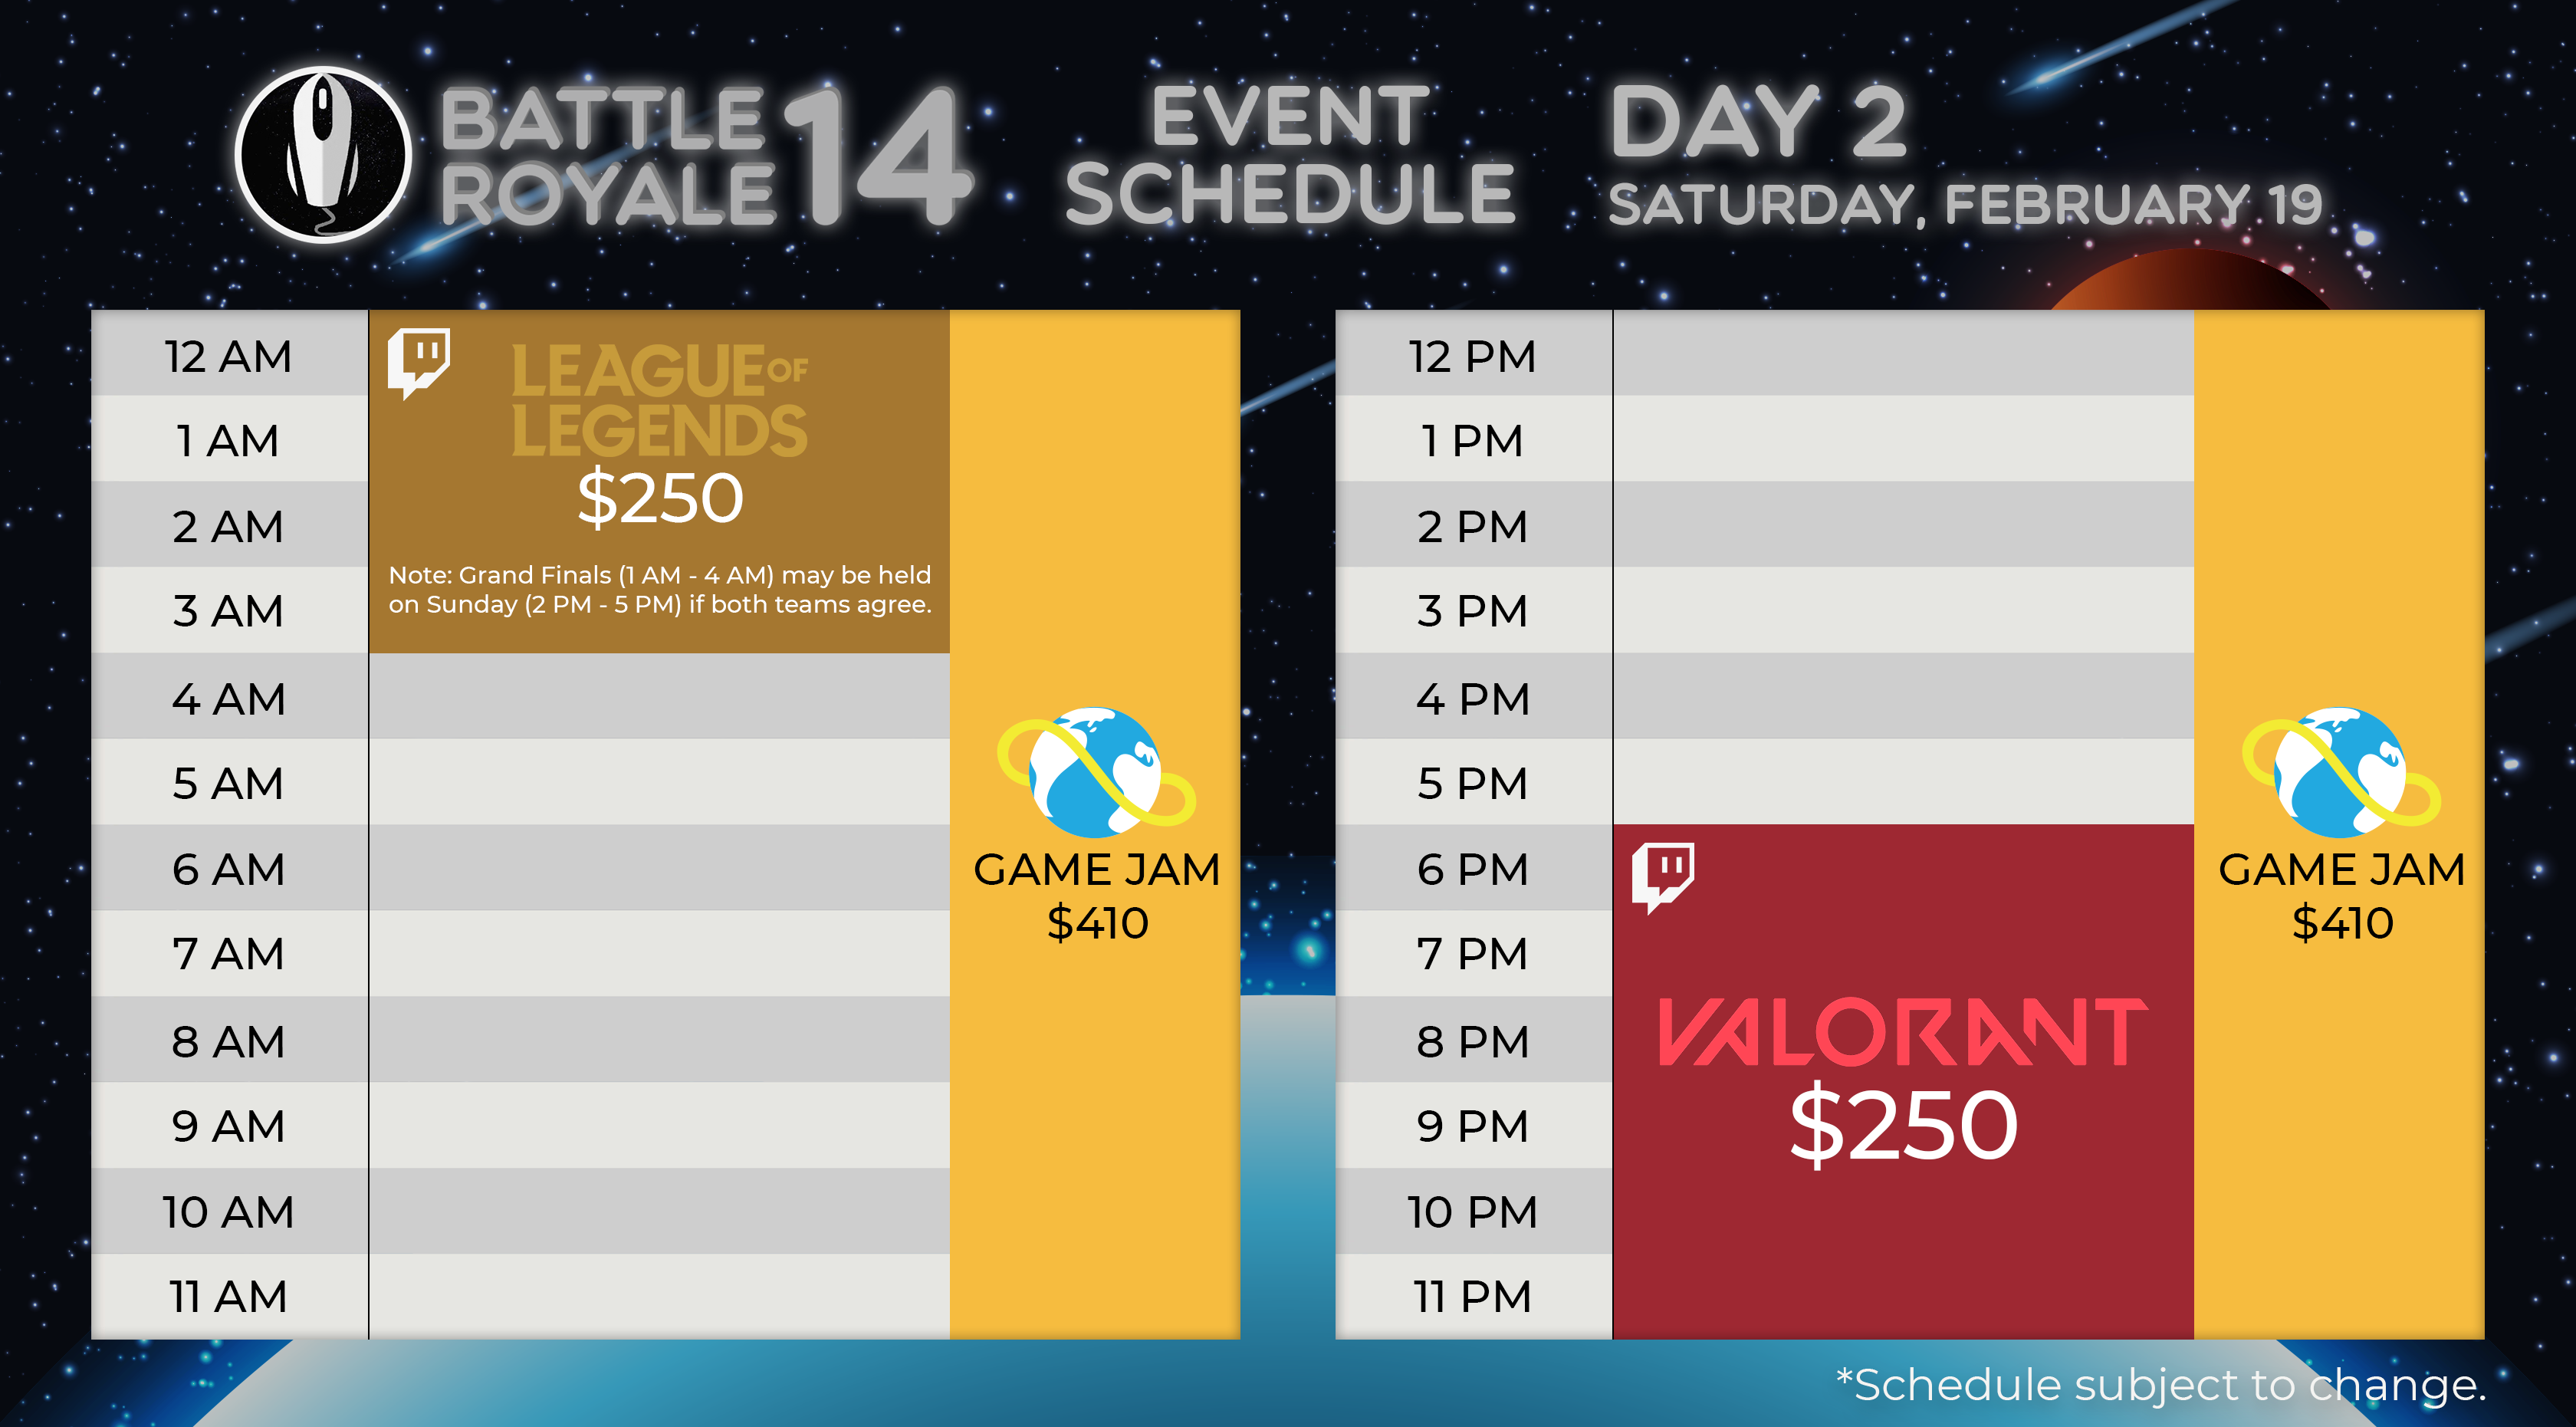 BATTLE
ROYALE 14
EVENT
SCHEDULE
DAY 2
SATURDAY, FEBRUARY 19
12 AM
1 AM
2 AM
3 AM
4 AM
5 AM
6 AM
7 AM
8 AM
9 AM
10 AM
11 AM
LEAGUE OF
LEGENDS
$250
Note: Grand Finals (1 AM - 4 AM) may be held
on Sunday (2 PM - 5 PM) if both teams agree.
GAME JAM
$410
12 PM
1 PM
2 PM
3 PM
4 PM
5 PM
6 PM
7 PM
8 PM
9 PM
10 PM
11 PM
VALORANT
$250
GAME JAM
$410
*Schedule subject to change.